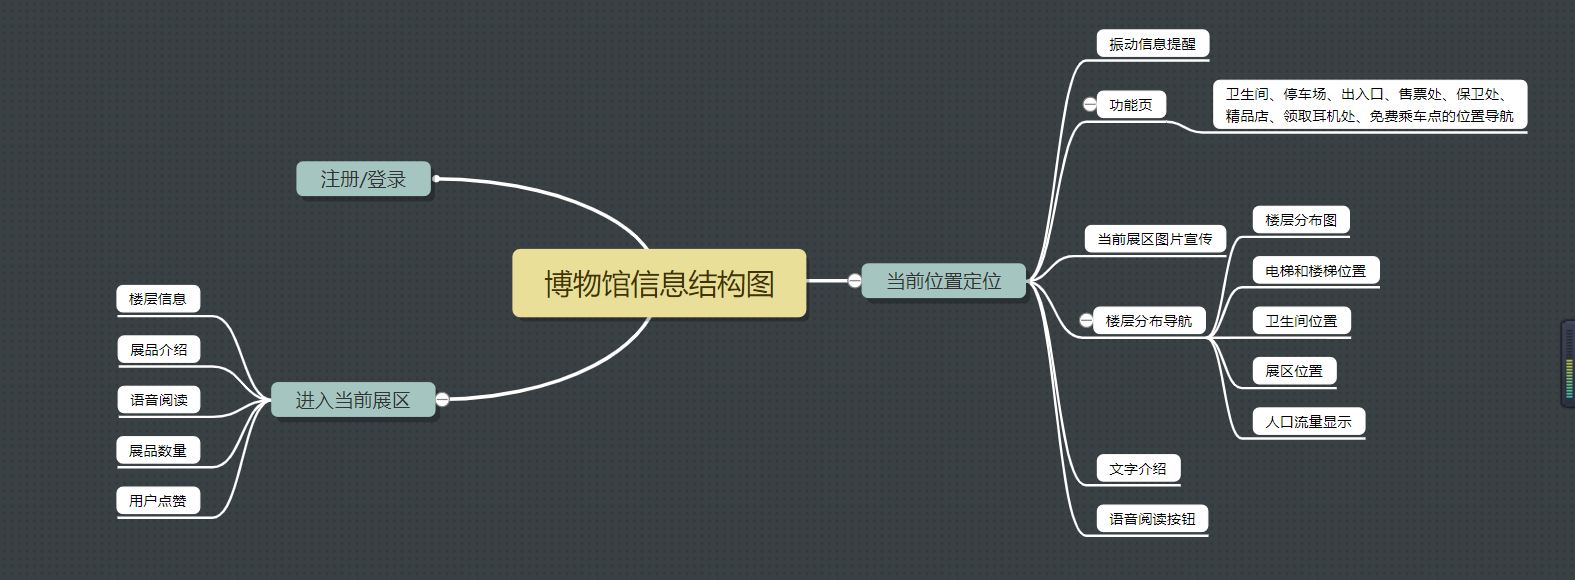 博物馆信息结构图
注册/登录
进入当前展区
楼层信息
展品介绍
语音阅读
展品数量
用户点赞
当前位置定位
振动信息提醒
功能页
卫生间、停车场、出入口、售票处、保卫处、
精品店、领取耳机处、免费乘车点的位置导航
当前展区图片宣传
楼层分布导航
楼层分布图
电梯和楼梯位置
卫生间位置
展区位置
人口流量显示
文字介绍
语音阅读按钮